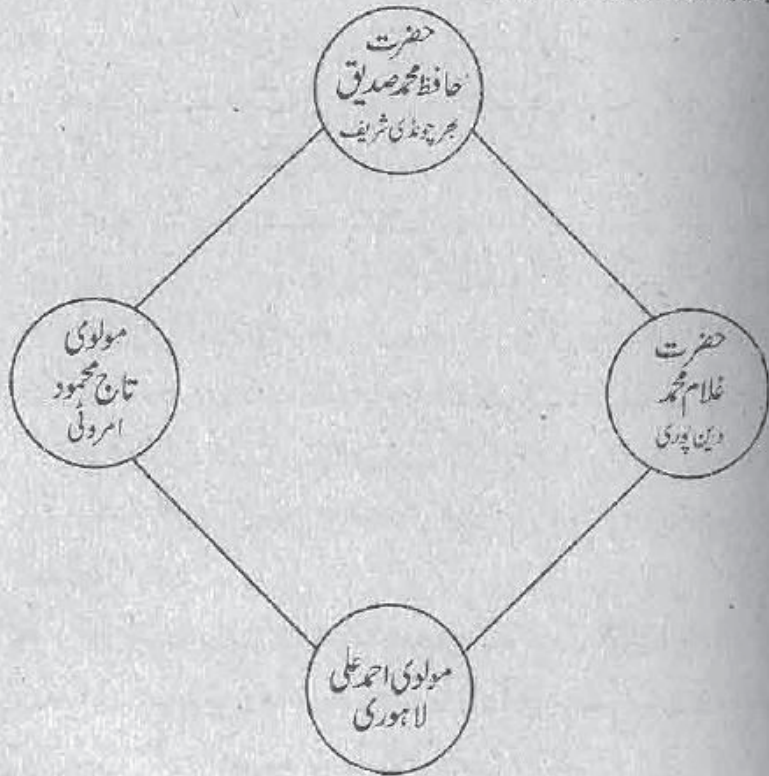 حضرت
حافظ محمد صدیق
بھرچونڈی شریف
حضرت
غلام محمد
دین پوری
مولوی
تاج محمود
امروٹی
مولوی احمد علی
لاہوری